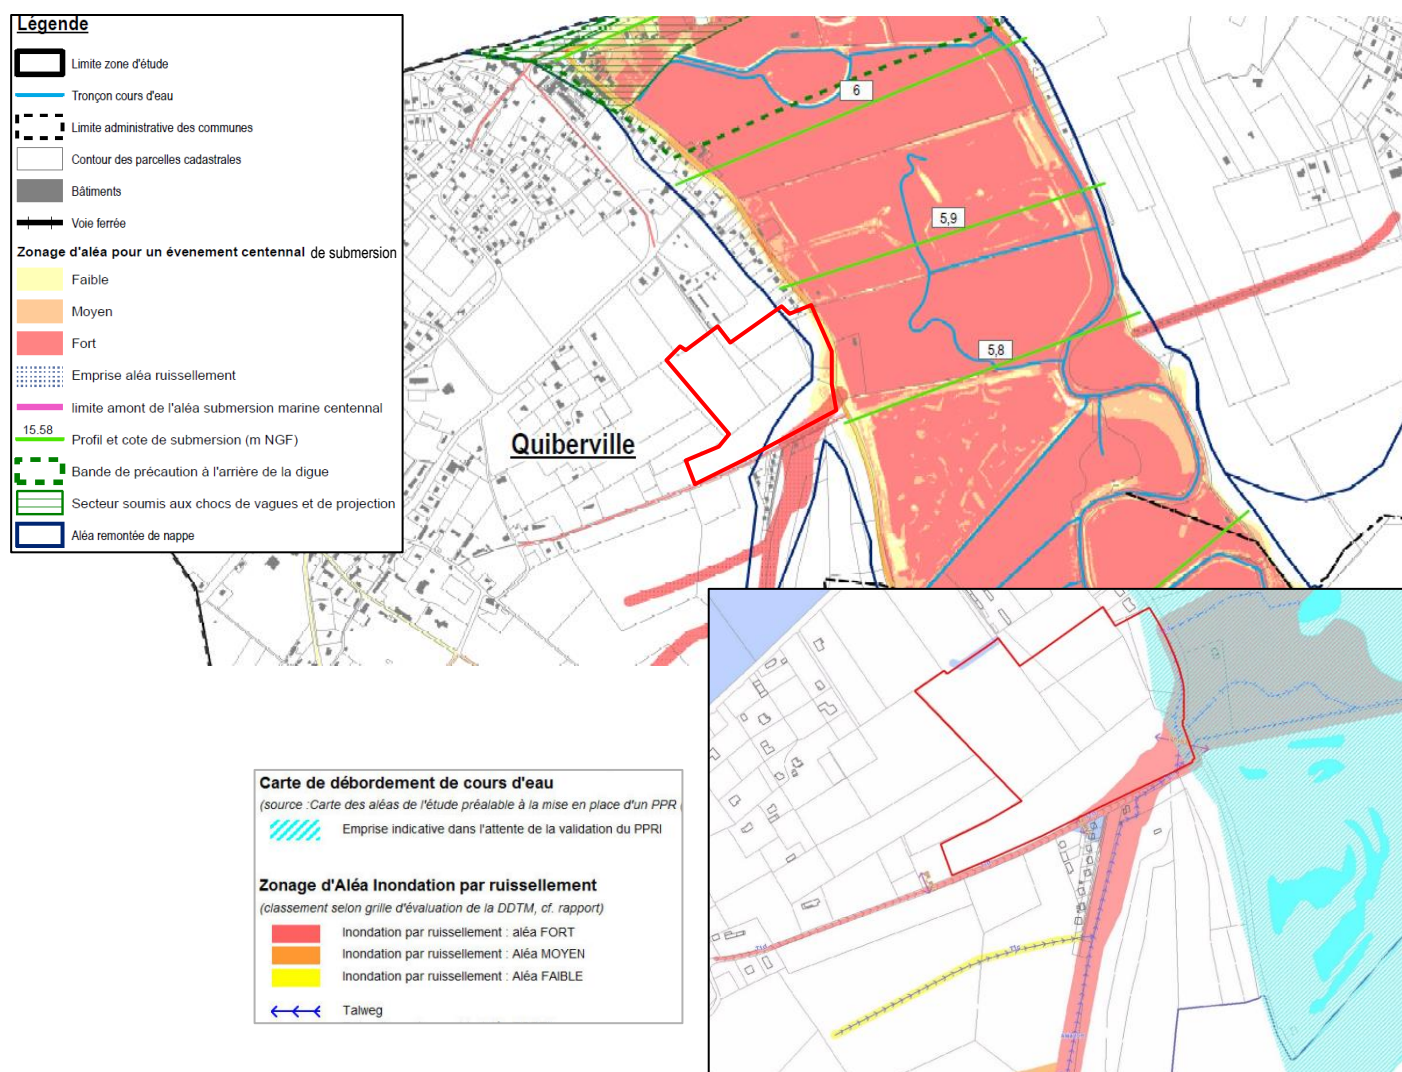 Légende
Limite zone d'étude
Tronçon cours d'eau
Limite administrative des communes
Contour des parcelles cadastrales
Bâtiments
Voie ferrée
Zonage d'aléa pour un évenement centennal de submersion
Faible
Moyen
Fort
Emprise aléa ruissellement
limite amont de l'aléa submersion marine centennal
15.58
Profil et cote de submersion (m NGF)
Bande de précaution à l'arrière de la digue
Secteur soumis aux chocs de vagues et de projection
Aléa remontée de nappe
6
5,9
5,8
Quiberville
Carte de débordement de cours d'eau
(source :Carte des aléas de l'étude préalable à la mise en place d'un PPR
Emprise indicative dans l'attente de la validation du PPRI
Zonage d'Aléa Inondation par ruissellement
(classement selon grille d'évaluation de la DDTM, cf. rapport)
Inondation par ruissellement : aléa FORT
Inondation par ruissellement : Aléa MOYEN
Inondation par ruissellement : Aléa FAIBLE
Talweg